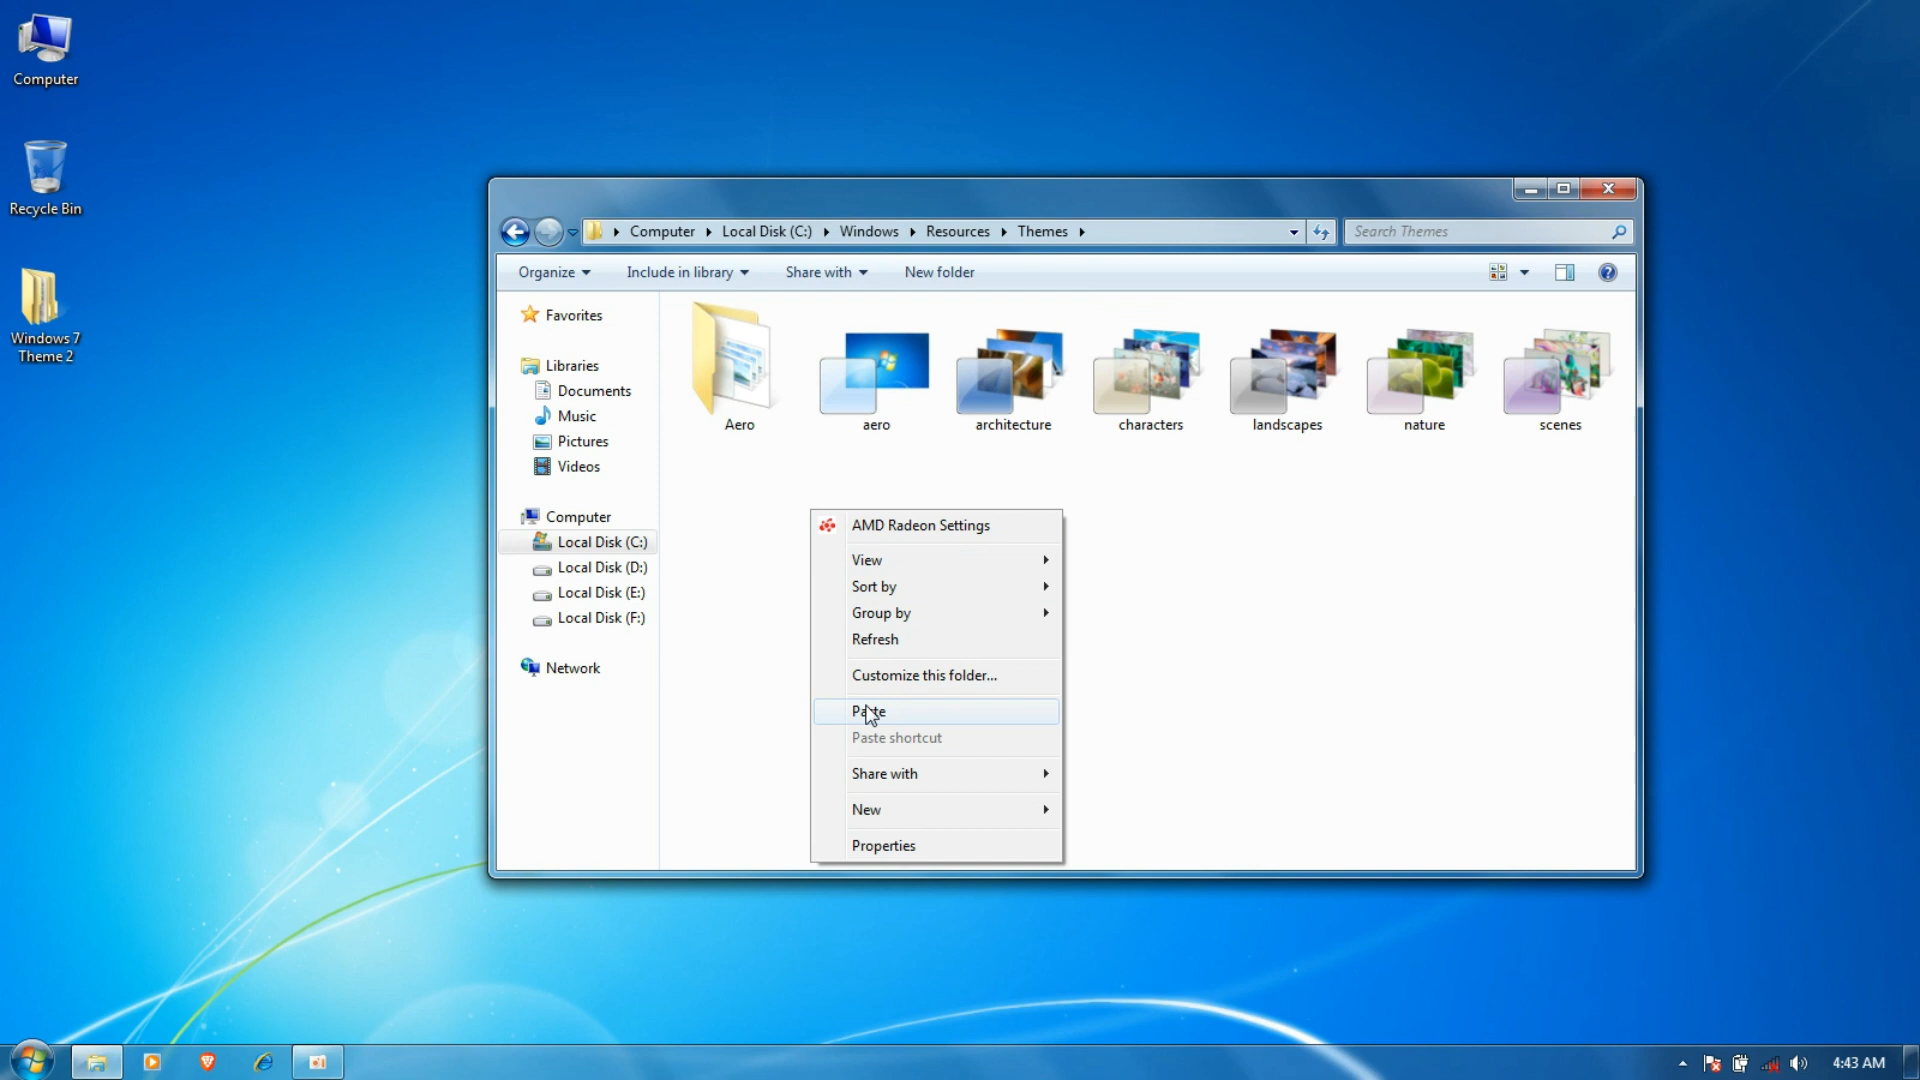 Computer
Recycle Bin
Windows 7
Theme 2
Computer
Local Disk (C:)
Windows
Resources
Themes
Search Themes
Organize
Include in library
Share with
New folder
Favorites
Libraries
Documents
Music
Pictures
Videos
Computer
Local Disk (C:)
Local Disk (D:)
Local Disk (E:)
Local Disk (F:)
Network
Aero
aero
architecture
characters
landscapes
nature
scenes
AMD Radeon Settings
View
Sort by
Group by
Refresh
Customize this folder...
Paste
Paste shortcut
Share with
New
Properties
4:43 AM